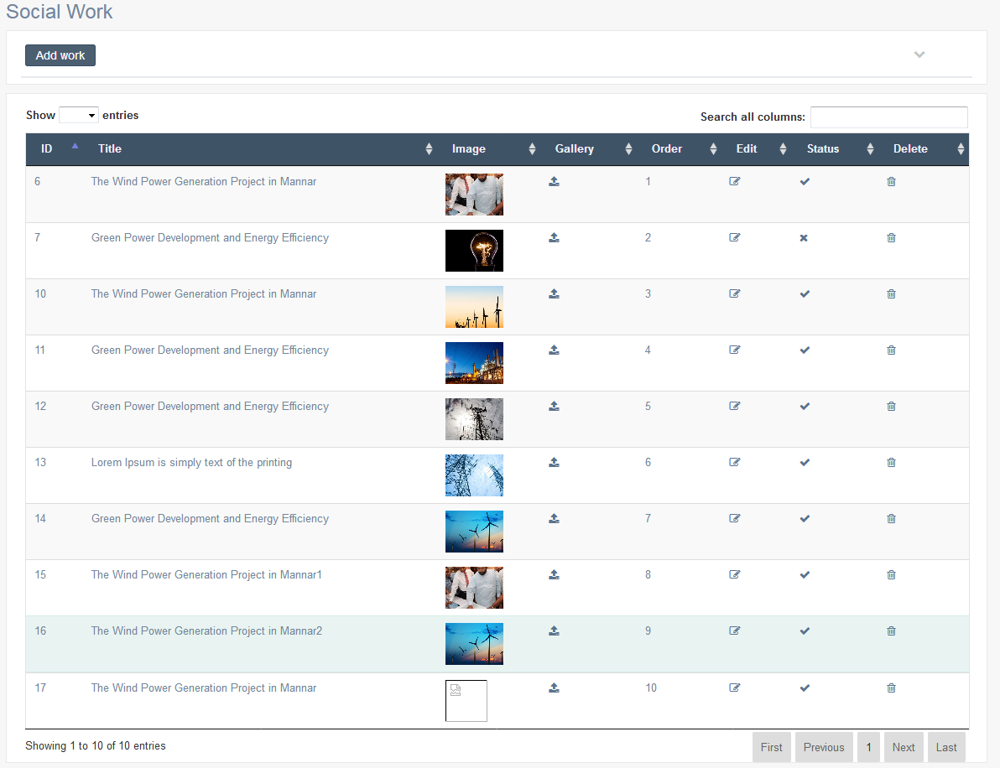 Social Work
Add work
Show entries
Search all columns:
ID Title Image Gallery Order Edit Status Delete
6 The Wind Power Generation Project in Mannar 1
7 Green Power Development and Energy Efficiency 2
10 The Wind Power Generation Project in Mannar 3
11 Green Power Development and Energy Efficiency 4
12 Green Power Development and Energy Efficiency 5
13 Lorem Ipsum is simply text of the printing 6
14 Green Power Development and Energy Efficiency 7
15 The Wind Power Generation Project in Mannar1 8
16 The Wind Power Generation Project in Mannar2 9
17 The Wind Power Generation Project in Mannar 10
Showing 1 to 10 of 10 entries
First Previous 1 Next Last